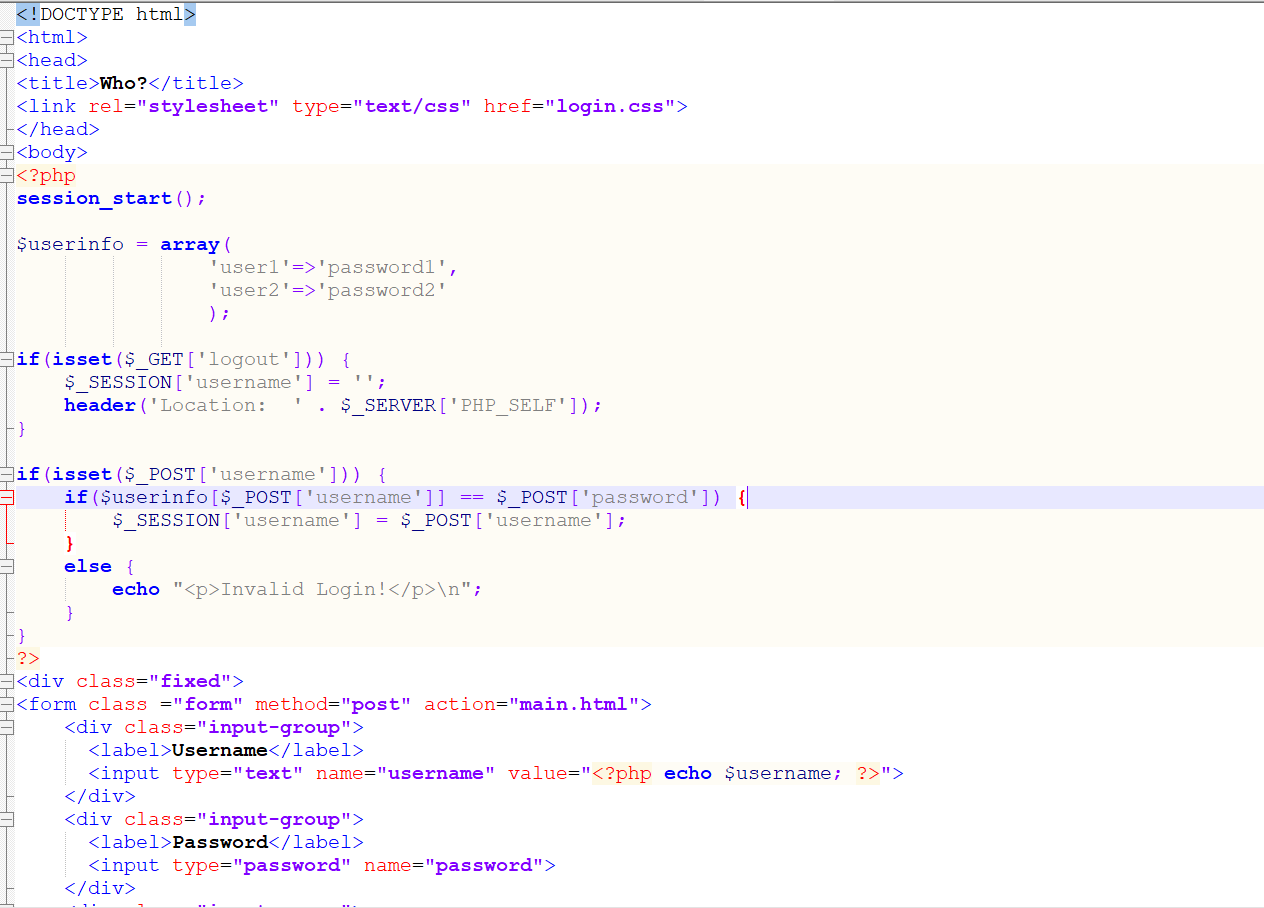 <!DOCTYPE html>
<html>
<head>
<title>Who?</title>
<link rel="stylesheet" type="text/css" href="login.css">
</head>
<body>
<?php
session_start();

$userinfo = array(
                'user1'=>'password1',
                'user2'=>'password2'
                );

if(isset($_GET['logout'])) {
    $_SESSION['username'] = '';
    header('Location:  ' . $_SERVER['PHP_SELF']);
}

if(isset($_POST['username'])) {
    if($userinfo[$_POST['username']] == $_POST['password']) {
        $_SESSION['username'] = $_POST['username'];
    }
    else {
        echo "<p>Invalid Login!</p>\n";
    }
}
?>
<div class="fixed">
<form class ="form" method="post" action="main.html">
    <div class="input-group">
      <label>Username</label>
      <input type="text" name="username" value="<?php echo $username; ?>">
    </div>
    <div class="input-group">
      <label>Password</label>
      <input type="password" name="password">
    </div>